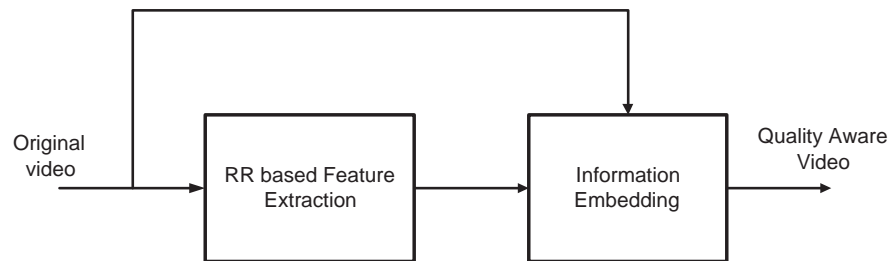 Original
video
RR based Feature
Extraction
Information
Embedding
Quality Aware
Video